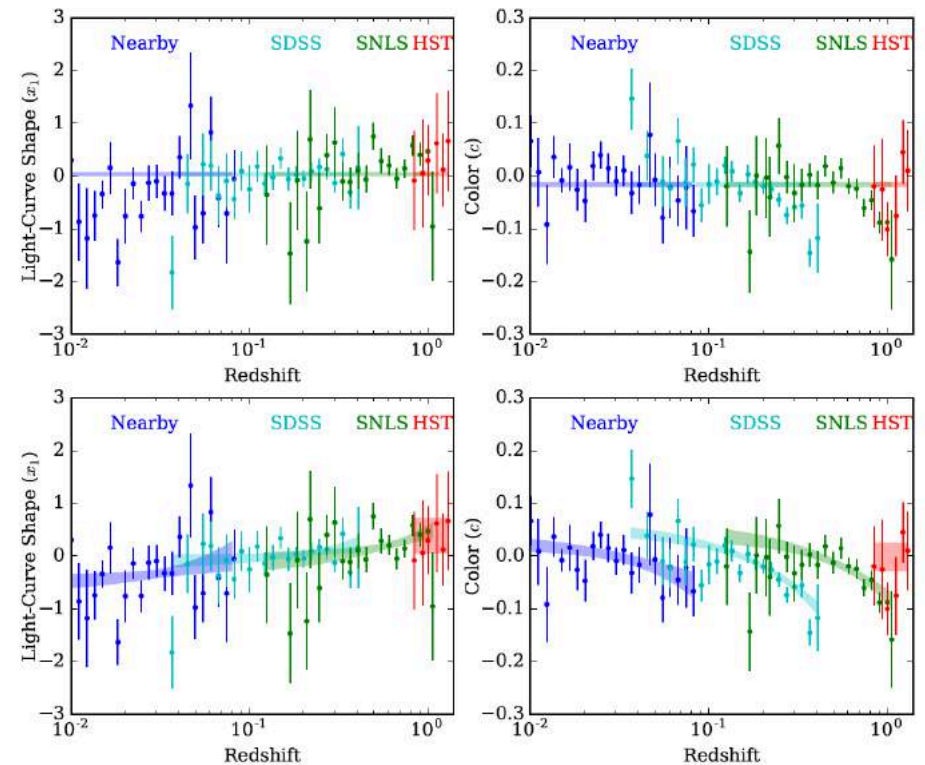 Nearby SDSS SNLS HST
Light-Curve Shape (x₁)
3
2
1
0
−1
−2
−3
10⁻² 10⁻¹ 10⁰
Redshift
Nearby SDSS SNLS HST
Color (c)
0.3
0.2
0.1
0.0
−0.1
−0.2
−0.3
10⁻² 10⁻¹ 10⁰
Redshift
Nearby SDSS SNLS HST
Light-Curve Shape (x₁)
3
2
1
0
−1
−2
−3
10⁻² 10⁻¹ 10⁰
Redshift
Nearby SDSS SNLS HST
Color (c)
0.3
0.2
0.1
0.0
−0.1
−0.2
−0.3
10⁻² 10⁻¹ 10⁰
Redshift